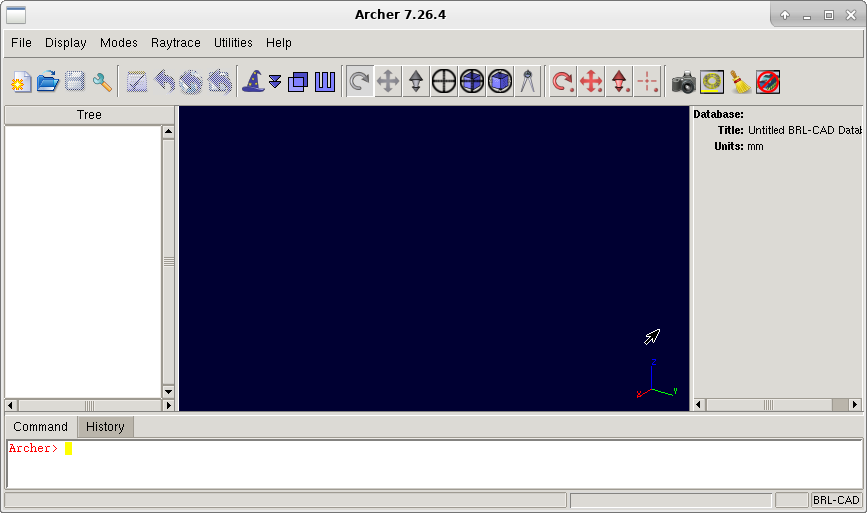 Archer 7.26.4
File Display Modes Raytrace Utilities Help
Tree
Database:
Title: Untitled BRL-CAD Datab
Units: mm
Z
X Y
Command History
Archer>
BRL-CAD